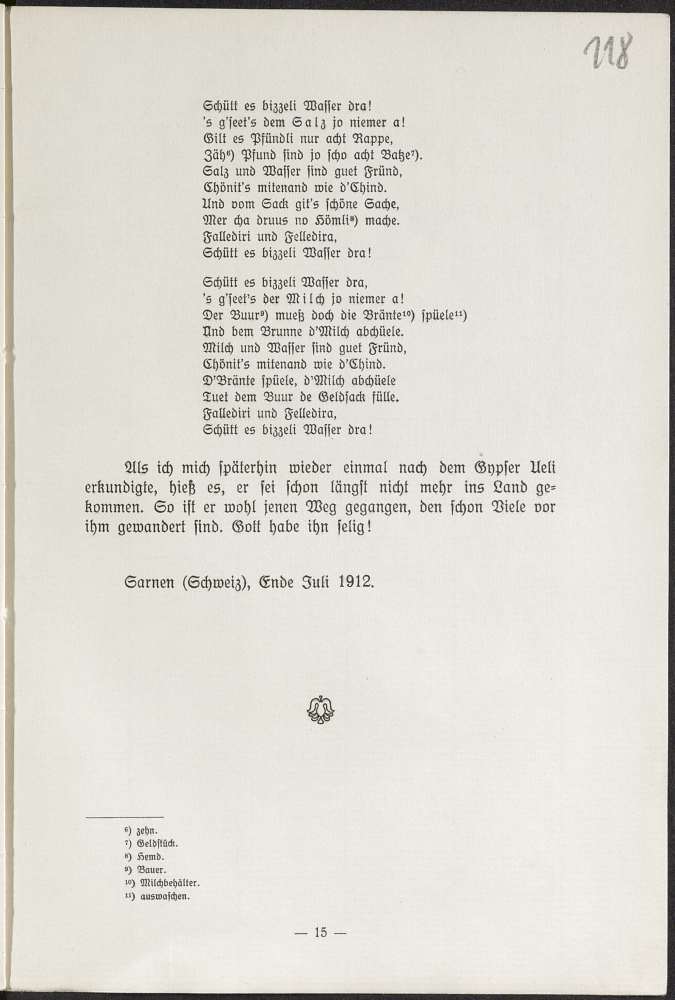 118
Schütt es bizzeli Wasser dra!
's g'seet's dem Salz jo niemer a!
Gilt es Pfündli nur acht Rappe,
Zäh⁶) Pfund sind jo scho acht Batze⁷).
Salz und Wasser sind guet Fründ,
Chönit's mitenand wie d'Chind.
Und vom Sack git's schöne Sache,
Mer cha druus no Hömli⁸) mache.
Fallediri und Felledira,
Schütt es bizzeli Wasser dra!
Schütt es bizzeli Wasser dra,
's g'seet's der Milch jo niemer a!
Der Buur⁹) mueß doch die Bränte¹⁰) spüele¹¹)
Und bem Brunne d'Milch abchüele.
Milch und Wasser sind guet Fründ,
Chönit's mitenand wie d'Chind.
D'Bränte spüele, d'Milch abchüele
Tuet dem Buur de Geldsack fülle.
Fallediri und Felledira,
Schütt es bizzeli Wasser dra!
Als ich mich späterhin wieder einmal nach dem Gypser Ueli
erkundigte, hieß es, er sei schon längst nicht mehr ins Land ge-
kommen. So ist er wohl jenen Weg gegangen, den schon Viele vor
ihm gewandert sind. Gott habe ihn selig!
Sarnen (Schweiz), Ende Juli 1912.
⁶) zehn.
⁷) Geldstück.
⁸) Hemd.
⁹) Bauer.
¹⁰) Milchbehälter.
¹¹) auswaschen.
— 15 —